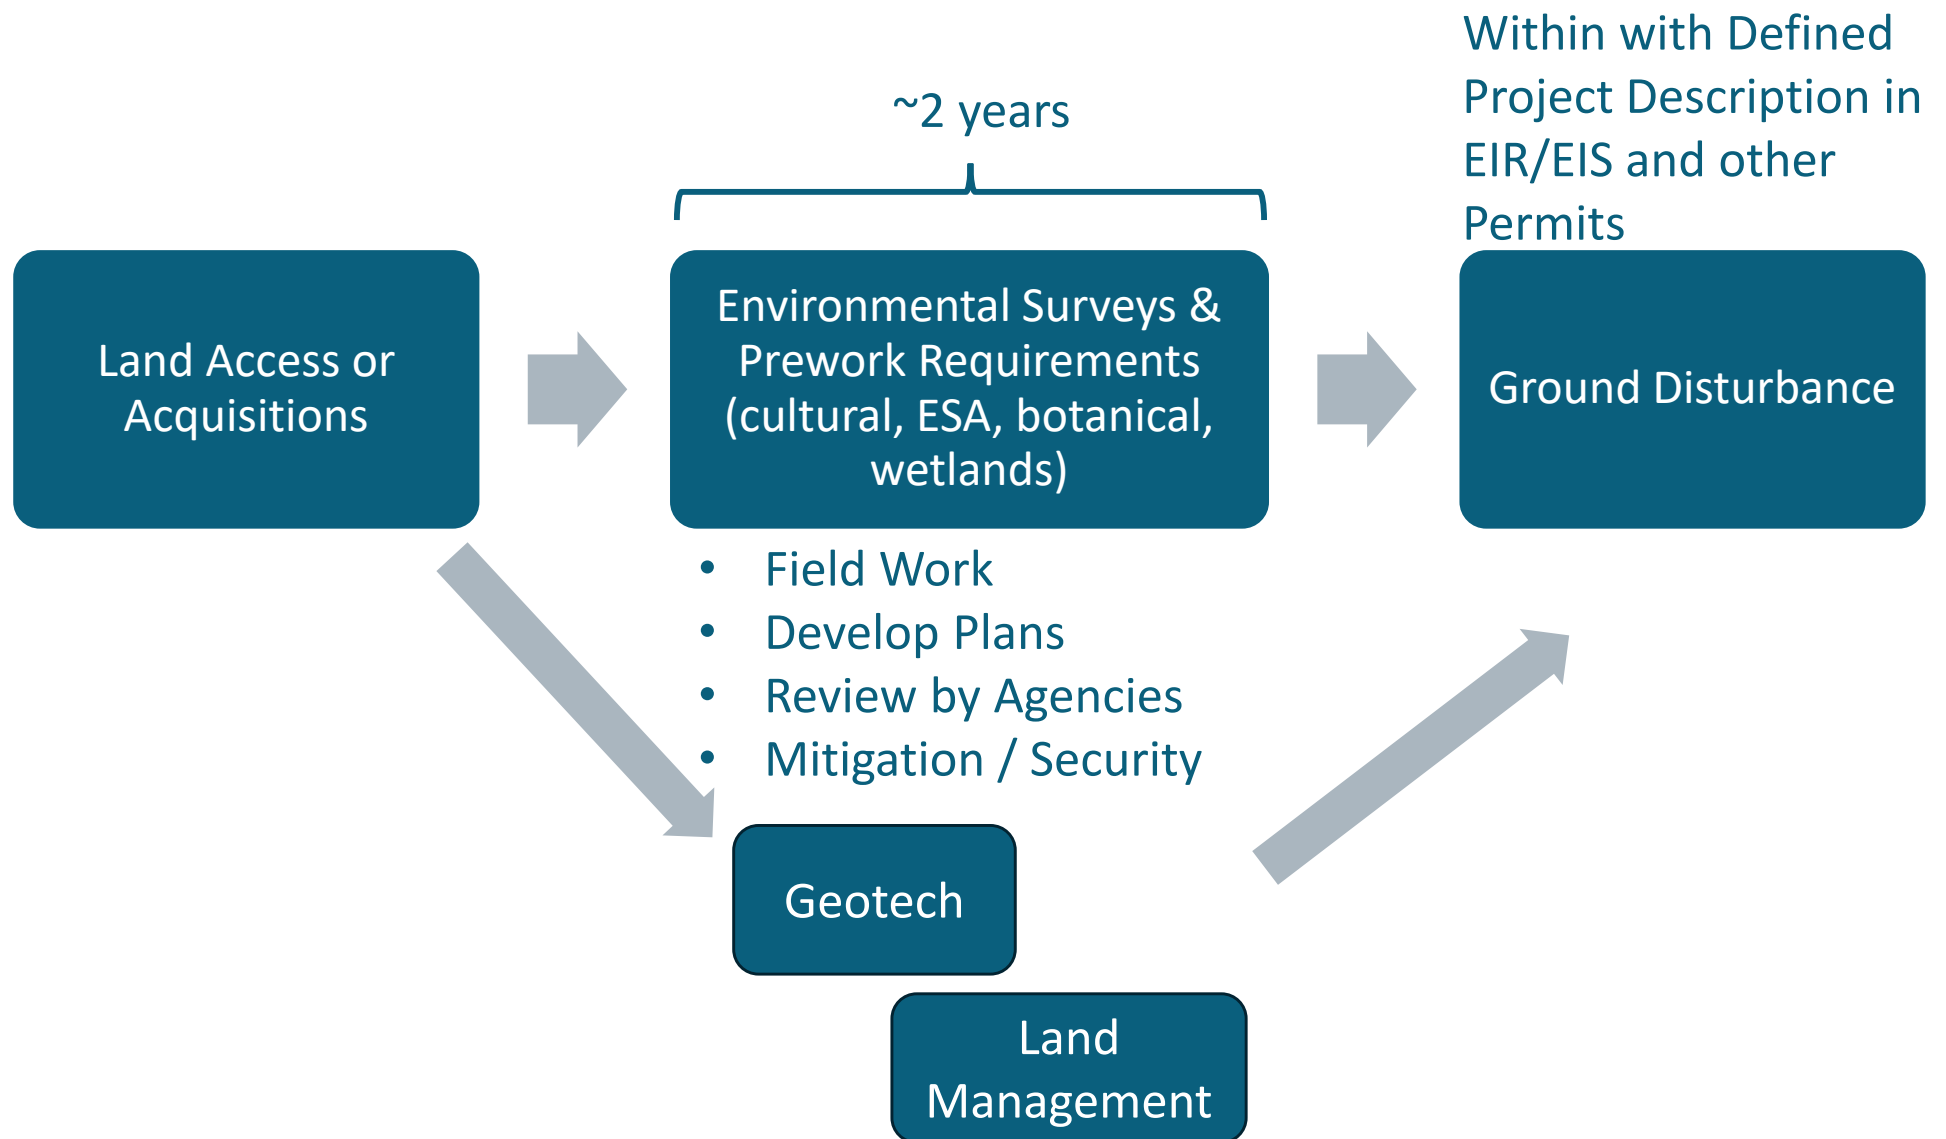 Within with Defined
Project Description in
EIR/EIS and other
Permits
~2 years
Land Access or
Acquisitions
Environmental Surveys &
Prework Requirements
(cultural, ESA, botanical,
wetlands)
Ground Disturbance
• Field Work
• Develop Plans
• Review by Agencies
• Mitigation / Security
Geotech
Land
Management